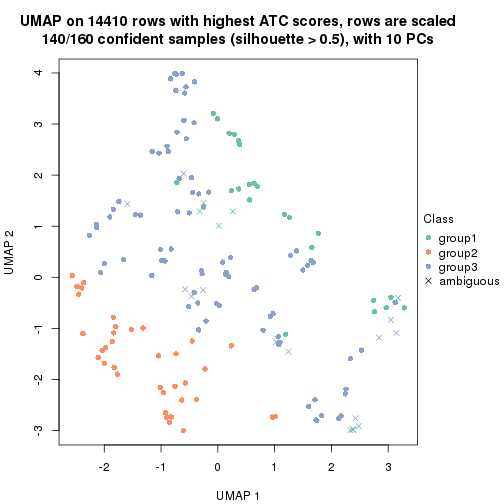 UMAP on 14410 rows with highest ATC scores, rows are scaled
140/160 confident samples (silhouette > 0.5), with 10 PCs
4
3
2
1
0
-1
-2
-3
UMAP 2
-2
-1
0
1
2
3
UMAP 1
Class
group1
group2
group3
ambiguous